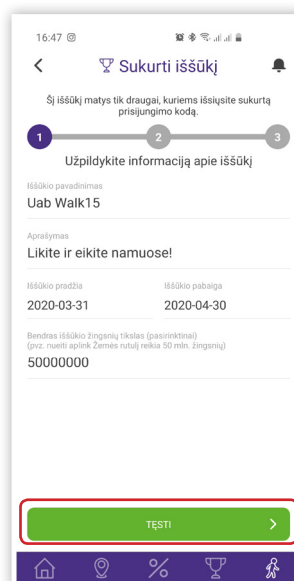 16:47
Sukurti iššūkį
Šį iššūkį matys tik draugai, kuriems išsiųsite sukurtą
prisijungimo kodą.
1 2 3
Užpildykite informaciją apie iššūkį
Iššūkio pavadinimas
Uab Walk15
Aprašymas
Likite ir eikite namuose!
Iššūkio pradžia Iššūkio pabaiga
2020-03-31 2020-04-30
Bendras iššūkio žingsnių tikslas (pasirinktinai)
(pvz. nueiti aplink Žemės rutulį reikia 50 mln. žingsnių)
50000000
TĘSTI